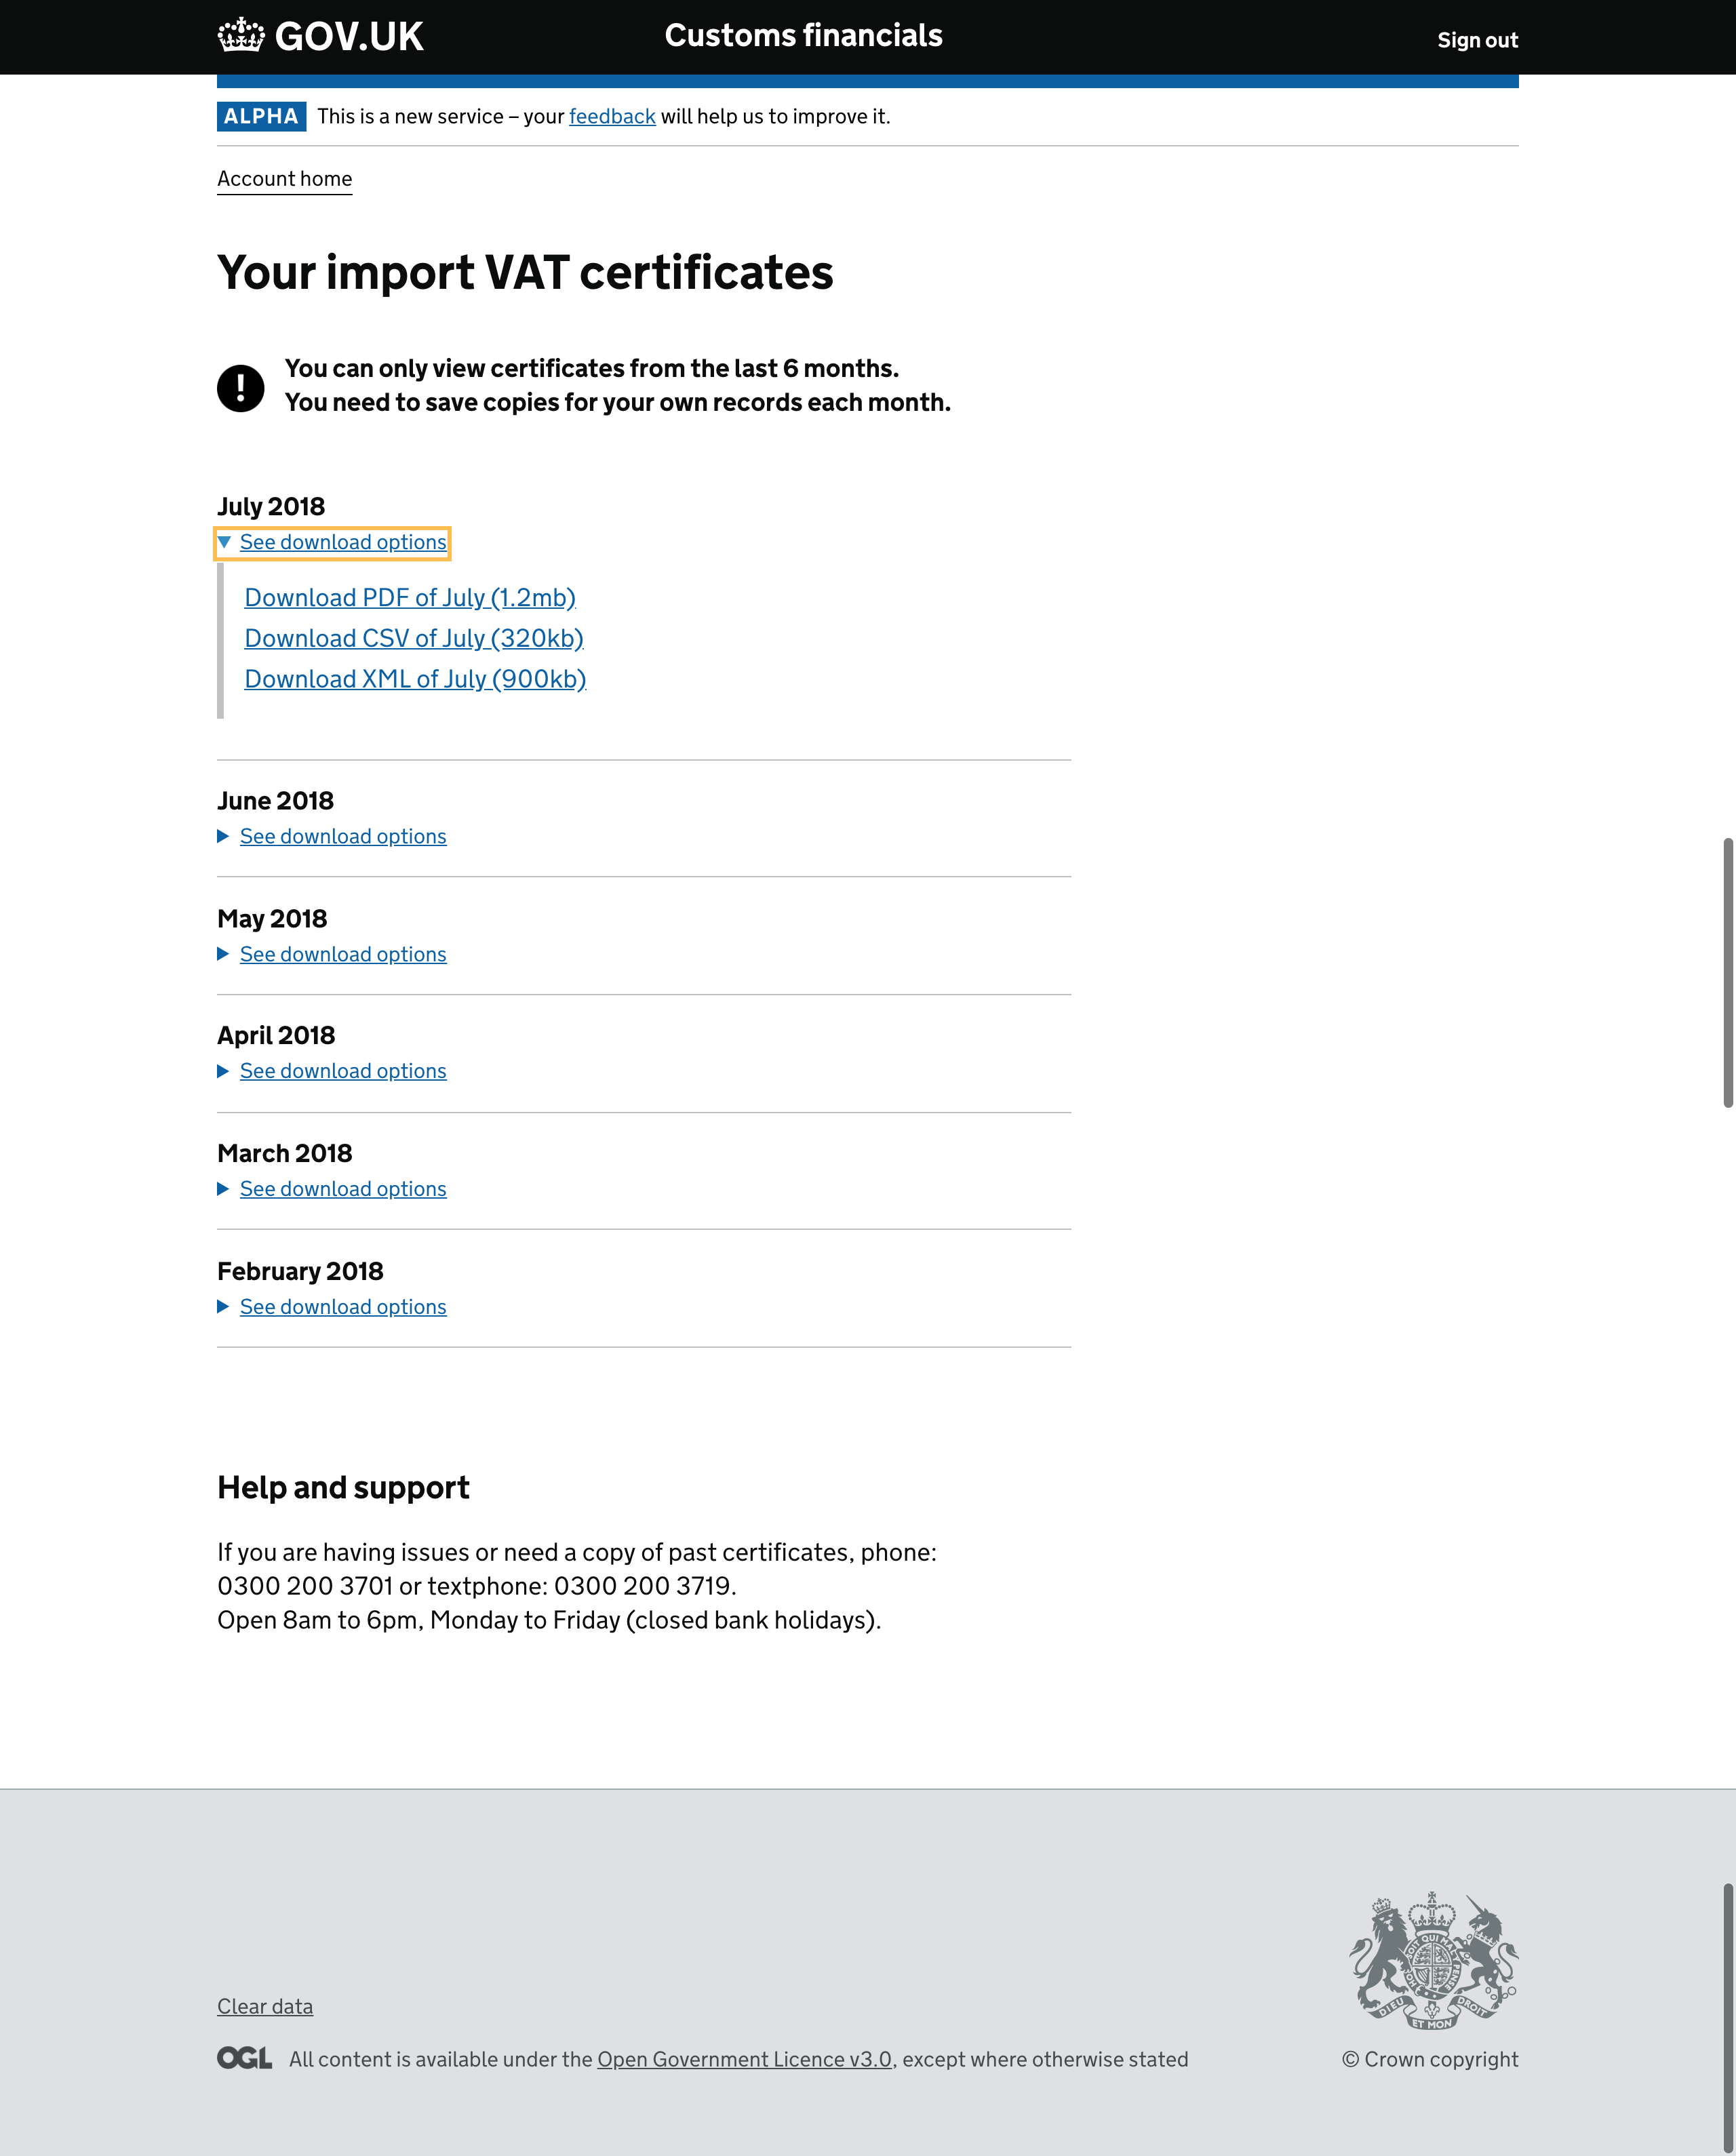 GOV.UK
Customs financials
Sign out
ALPHA This is a new service – your feedback will help us to improve it.
Account home
Your import VAT certificates
! You can only view certificates from the last 6 months.
You need to save copies for your own records each month.
July 2018
▼ See download options
Download PDF of July (1.2mb)
Download CSV of July (320kb)
Download XML of July (900kb)
June 2018
▶ See download options
May 2018
▶ See download options
April 2018
▶ See download options
March 2018
▶ See download options
February 2018
▶ See download options
Help and support
If you are having issues or need a copy of past certificates, phone:
0300 200 3701 or textphone: 0300 200 3719.
Open 8am to 6pm, Monday to Friday (closed bank holidays).
DIEU ET MON DROIT
Clear data
OGL All content is available under the Open Government Licence v3.0, except where otherwise stated
© Crown copyright